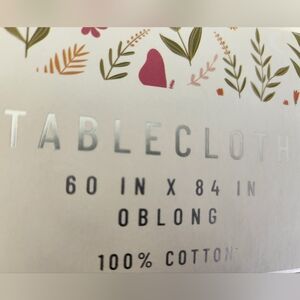 TABLECLOTH
60 IN X 84 IN
OBLONG
100% COTTON